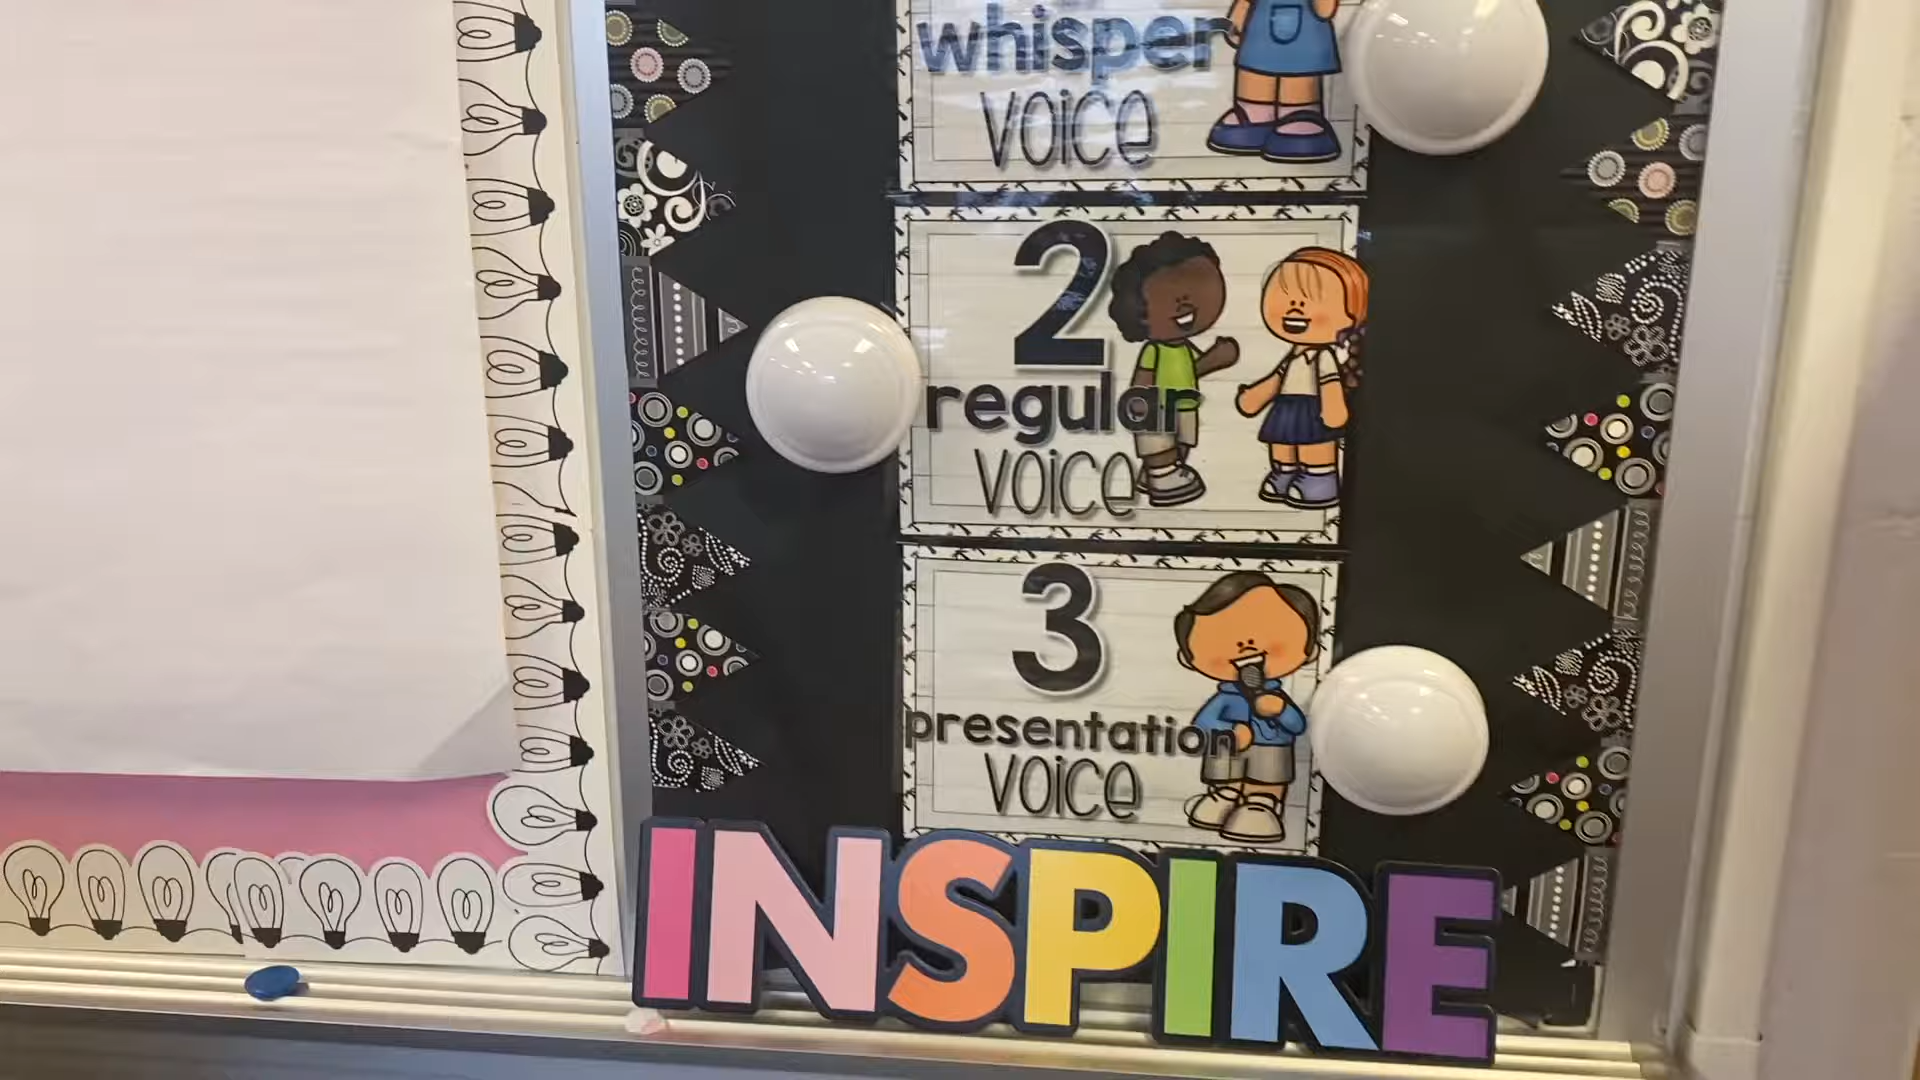 whisper
voice
2
regular
voice
3
presentation
voice
INSPIRE